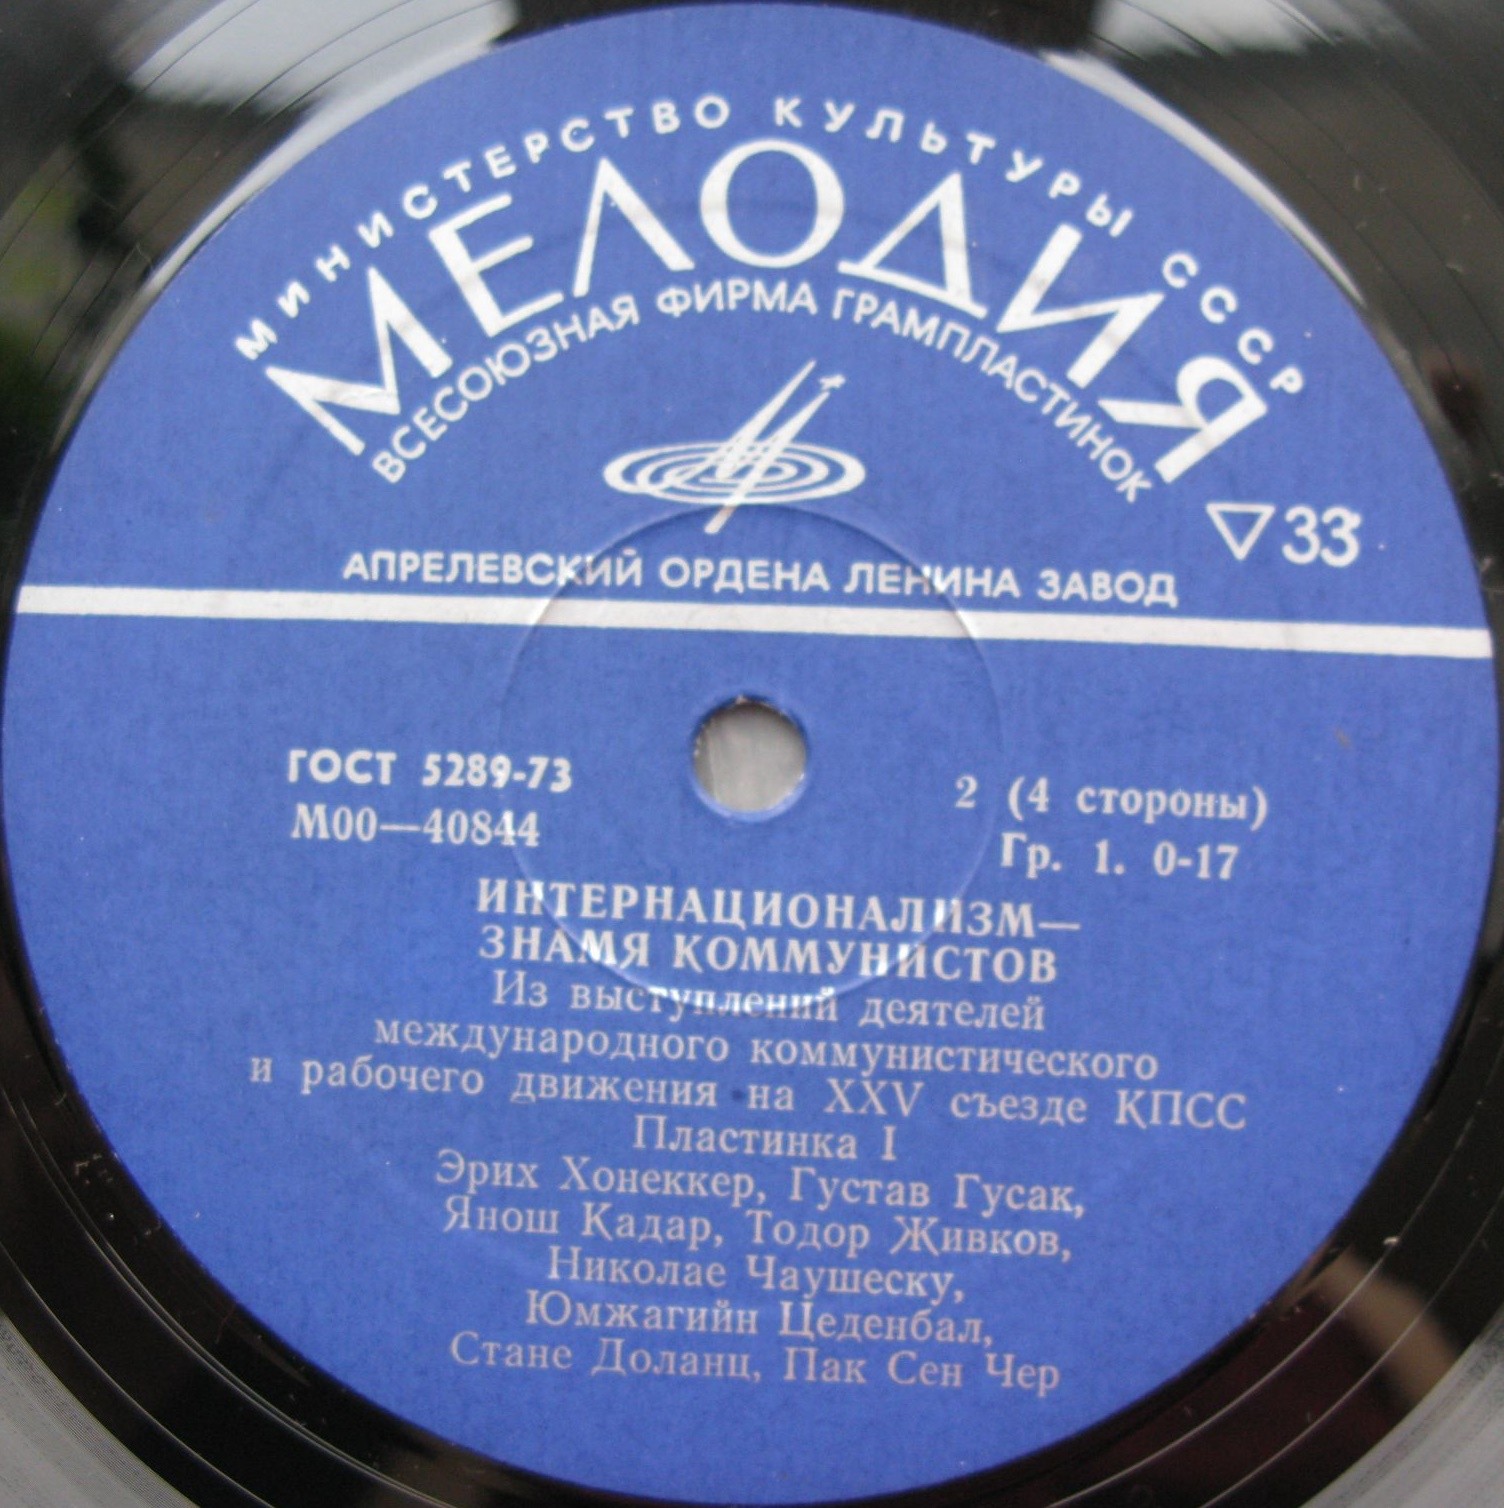 МИНИСТЕРСТВО КУЛЬТУРЫ СССР
МЕЛОДИЯ
ВСЕСОЮЗНАЯ ФИРМА ГРАМПЛАСТИНОК
33
АПРЕЛЕВСКИЙ ОРДЕНА ЛЕНИНА ЗАВОД
ГОСТ 5289-73
М00—40844
2 (4 стороны)
Гр. 1. 0-17
ИНТЕРНАЦИОНАЛИЗМ—
ЗНАМЯ КОММУНИСТОВ
Из выступлений деятелей
международного коммунистического
и рабочего движения на XXV съезде КПСС
Пластинка I
Эрих Хонеккер, Густав Гусак,
Янош Кадар, Тодор Живков,
Николае Чаушеску,
Юмжагийн Цеденбал,
Стане Доланц, Пак Сен Чер